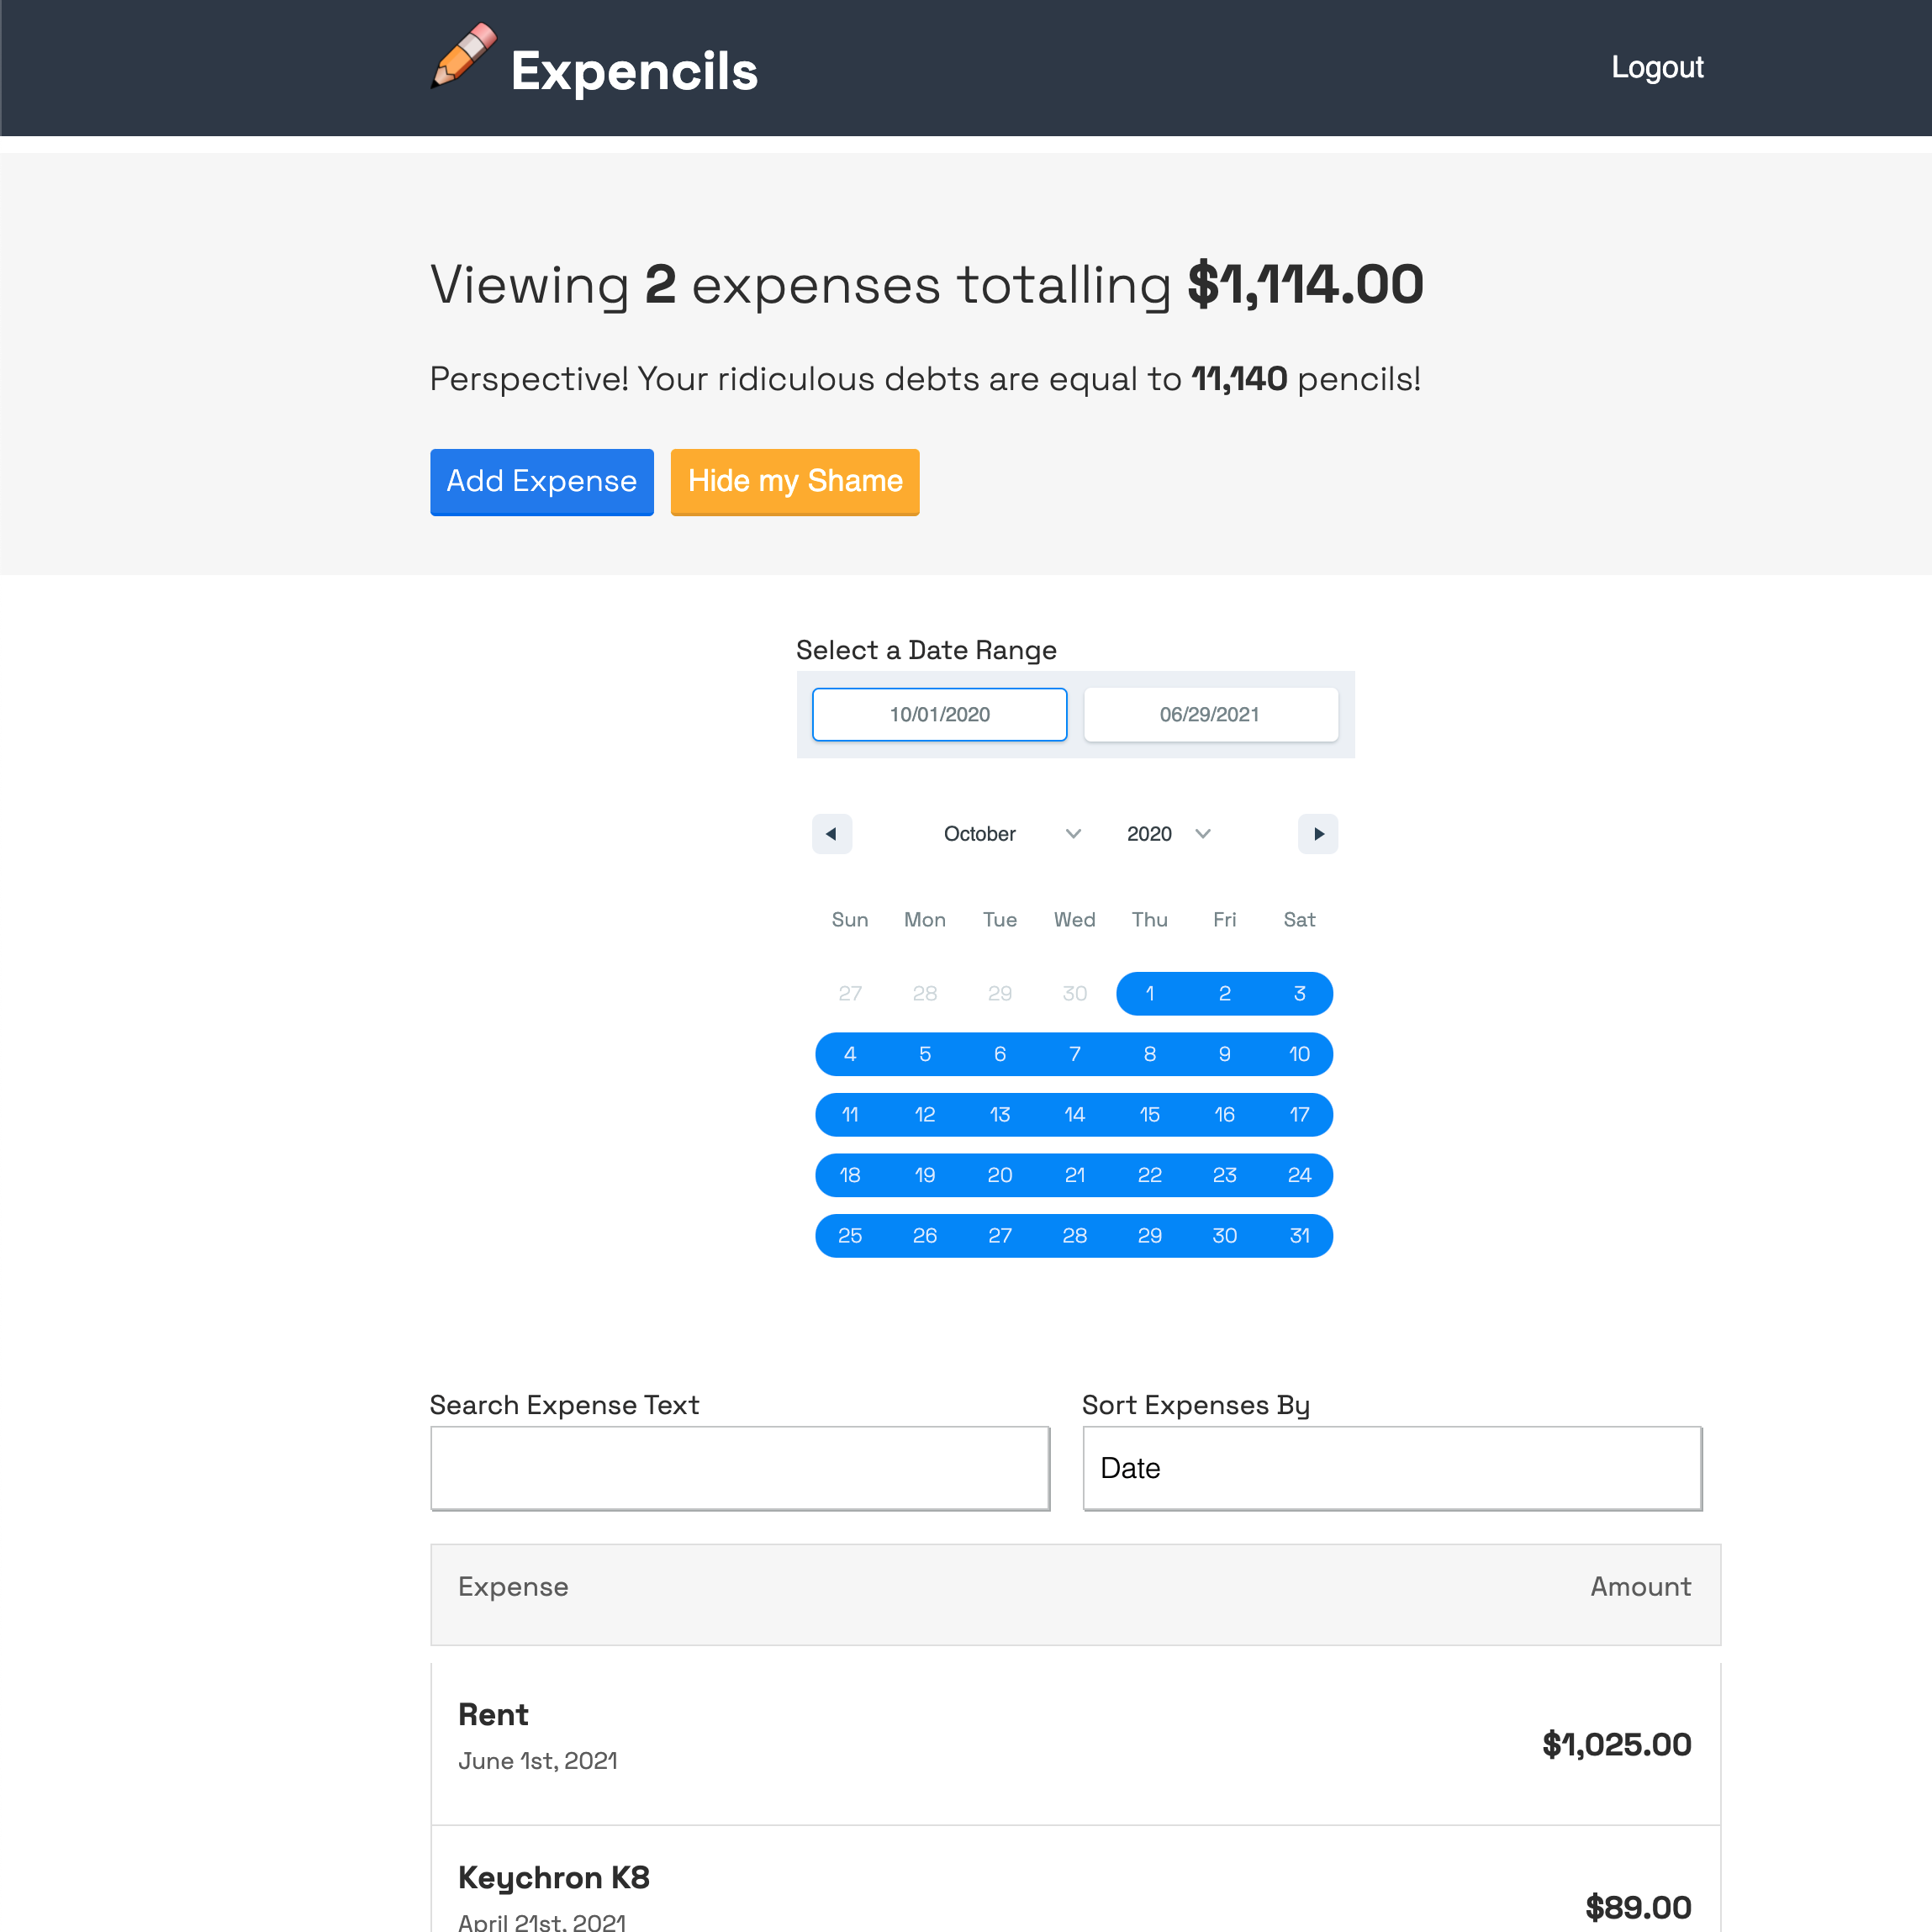 Expencils
Logout
Viewing 2 expenses totalling $1,114.00
Perspective! Your ridiculous debts are equal to 11,140 pencils!
Add Expense Hide my Shame
Select a Date Range
10/01/2020 06/29/2021
October 2020
Sun Mon Tue Wed Thu Fri Sat
27 28 29 30 1 2 3
4 5 6 7 8 9 10
11 12 13 14 15 16 17
18 19 20 21 22 23 24
25 26 27 28 29 30 31
Search Expense Text Sort Expenses By
Date
Expense Amount
Rent
June 1st, 2021
$1,025.00
Keychron K8
April 21st, 2021
$89.00